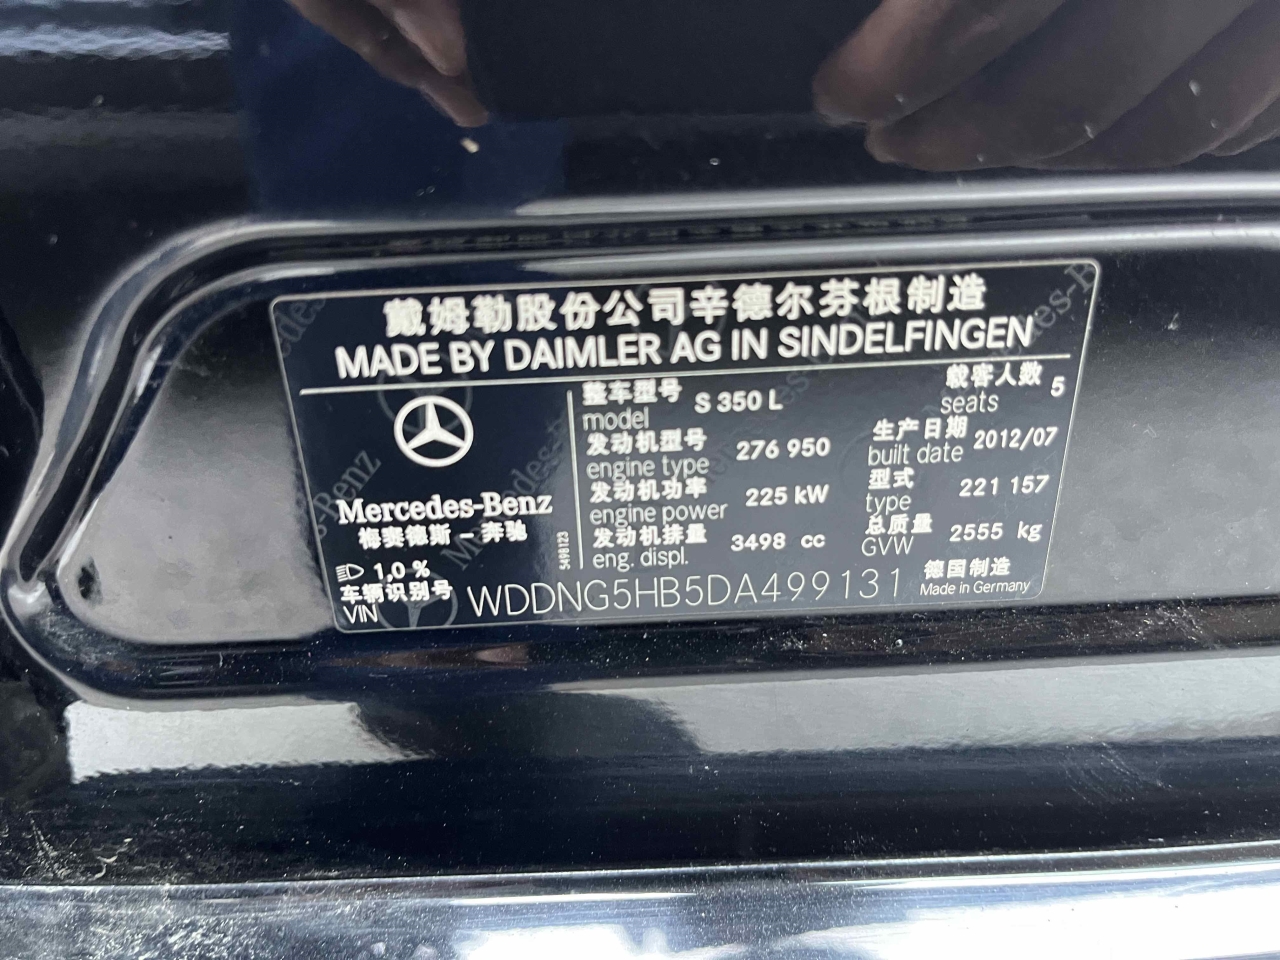 戴姆勒股份公司辛德尔芬根制造
MADE BY DAIMLER AG IN SINDELFINGEN
Mercedes-Benz
梅赛德斯－奔驰
5498123
整车型号 S 350 L
model
载客人数 5
seats
发动机型号 276 950
engine type
生产日期 2012/07
built date
发动机功率 225 kW
engine power
型式 221 157
type
发动机排量 3498 cc
eng. displ.
总质量 2555 kg
GVW
1,0 %
车辆识别号 WDDNG5HB5DA499131
VIN
德国制造
Made in Germany